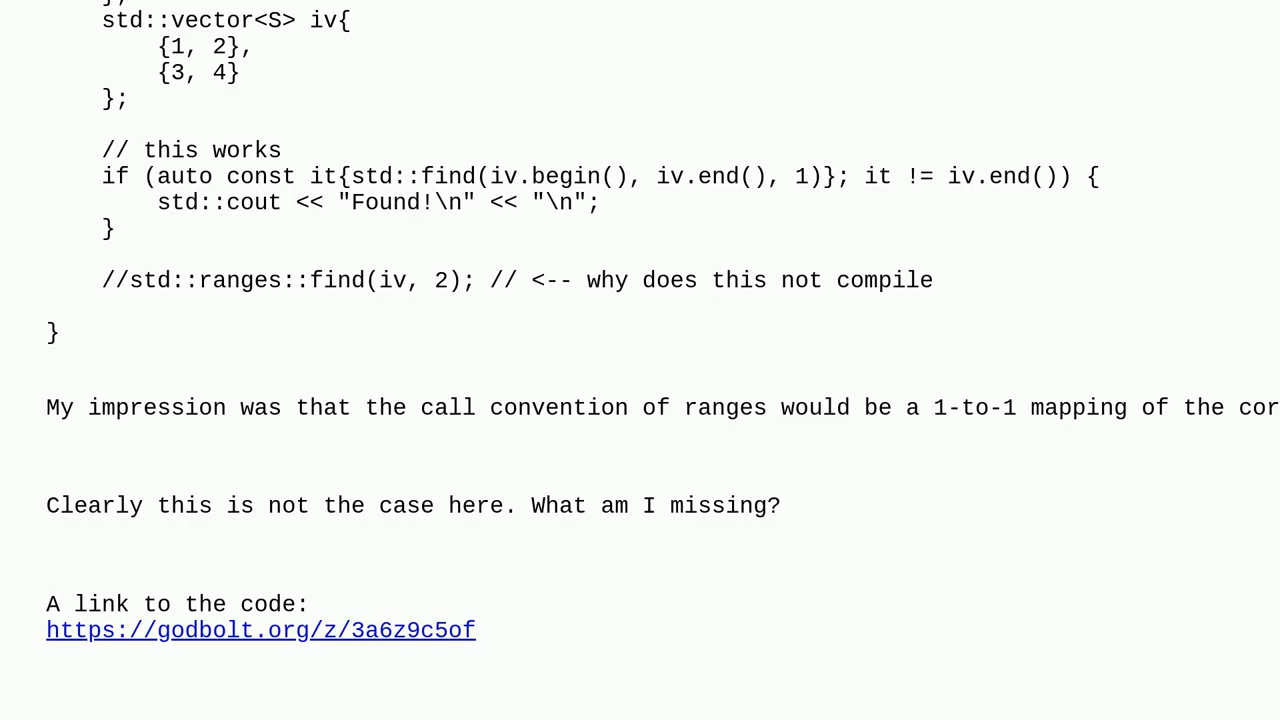 };
std::vector<S> iv{
{1, 2},
{3, 4}
};
// this works
if (auto const it{std::find(iv.begin(), iv.end(), 1)}; it != iv.end()) {
std::cout << "Found!\n" << "\n";
}
//std::ranges::find(iv, 2); // <-- why does this not compile
}
My impression was that the call convention of ranges would be a 1-to-1 mapping of the cor
Clearly this is not the case here. What am I missing?
A link to the code:
https://godbolt.org/z/3a6z9c5of